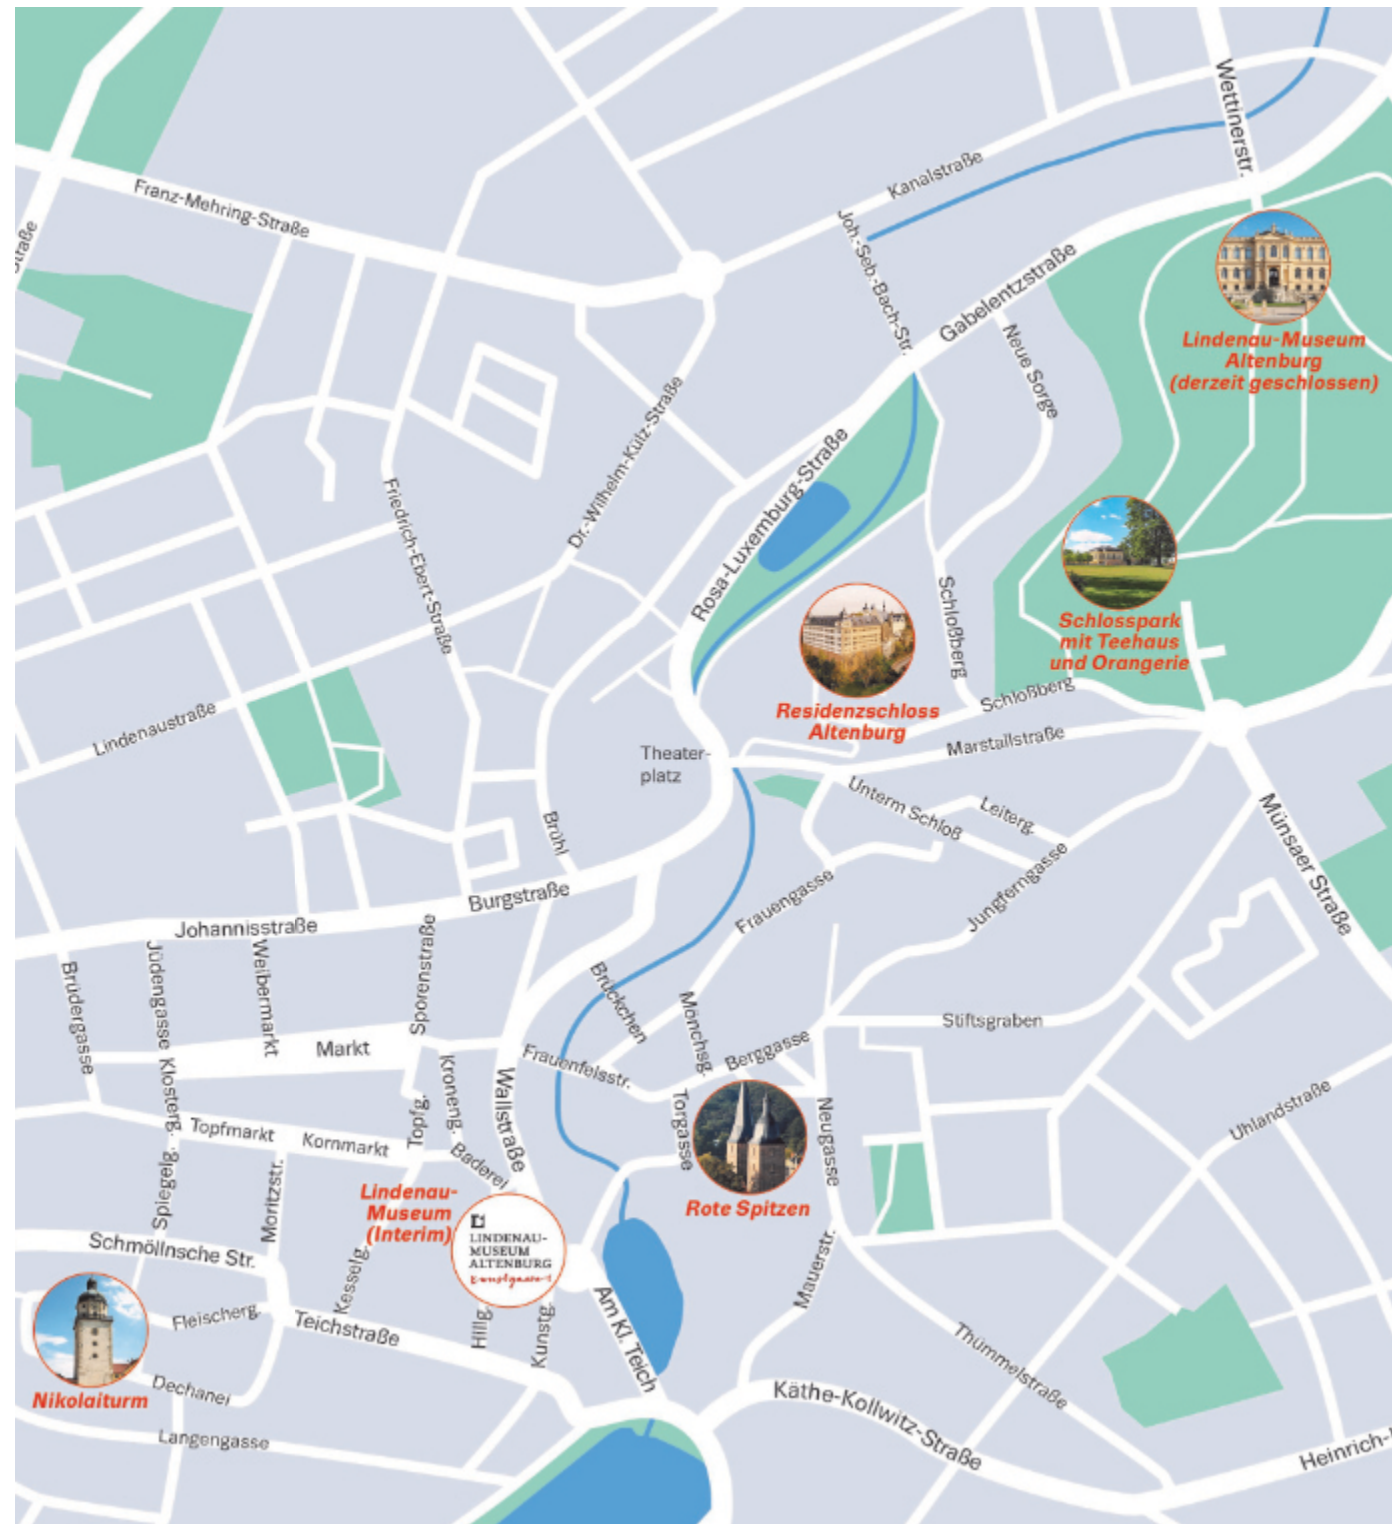 Wettinerstr.
Kanalstraße
Franz-Mehring-Straße
straße
Joh.-Seb.-Bach-Str.
Gabelentzstraße
Neue Sorge
Lindenau-Museum
Altenburg
(derzeit geschlossen)
Dr.-Wilhelm-Külz-Straße
Rosa-Luxemburg-Straße
Friedrich-Ebert-Straße
Schloßberg
Schlosspark
mit Teehaus
und Orangerie
Residenzschloss
Altenburg
Schloßberg
Marstallstraße
Lindenaustraße
Theater-
platz
Unterm Schloß
Leiterg.
Münsaer Straße
Brühl
Burgstraße
Johannisstraße
Frauengasse
Jungferngasse
Brüdergasse
Jüdengasse
Weibermarkt
Sporenstraße
Brückchen
Mönchsg.
Markt
Stiftsgraben
Berggasse
Frauenfelsstr.
Klosterg.
Kroneng.
Wallstraße
Topfg.
Torgasse
Neugasse
Uhlandstraße
Topfmarkt
Kornmarkt
Baderei
Spiegelg.
Moritzstr.
Lindenau-
Museum
(Interim)
LINDENAU-
MUSEUM
ALTENBURG
Kunstgasse 1
Rote Spitzen
Schmöllnsche Str.
Kesselg.
Mauerstr.
Fleischerg.
Teichstraße
Hillg.
Kunstg.
Am Kl. Teich
Thümmelstraße
Nikolaiturm
Dechanei
Langengasse
Käthe-Kollwitz-Straße
Heinrich-